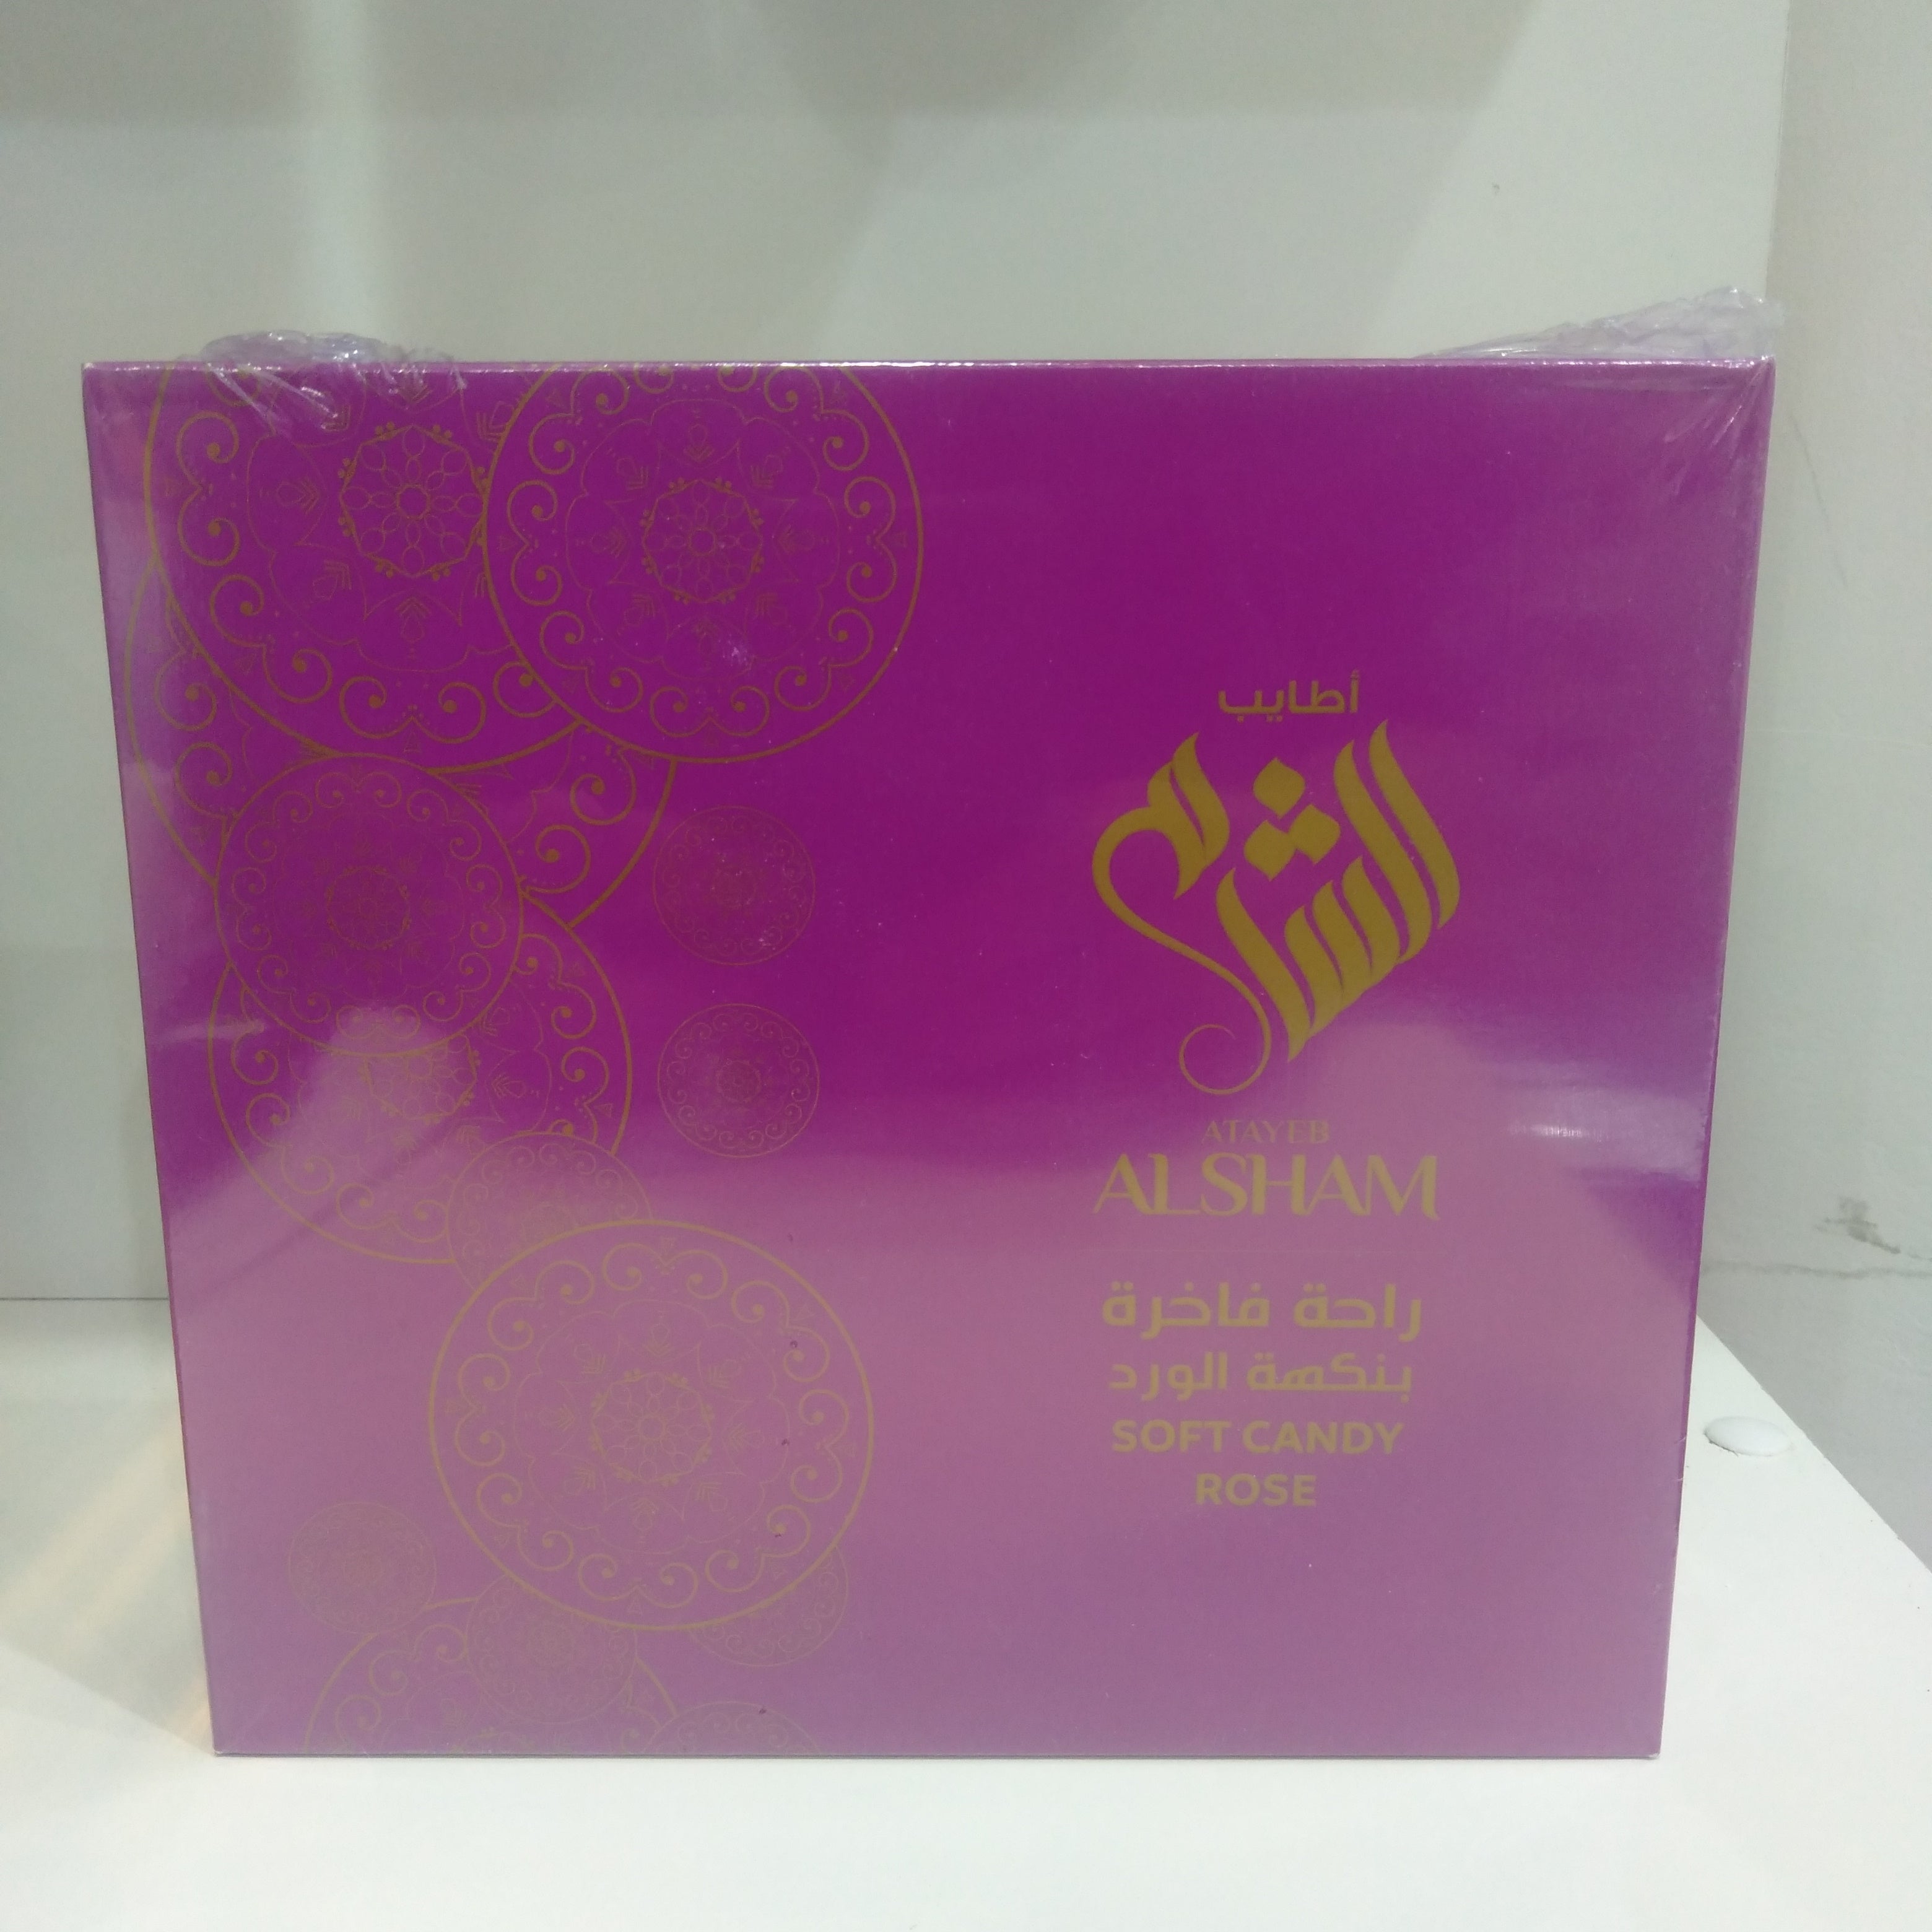 أطايب
الشام
ATAYEB
ALSHAM
راحة فاخرة
بنكهة الورد
SOFT CANDY
ROSE